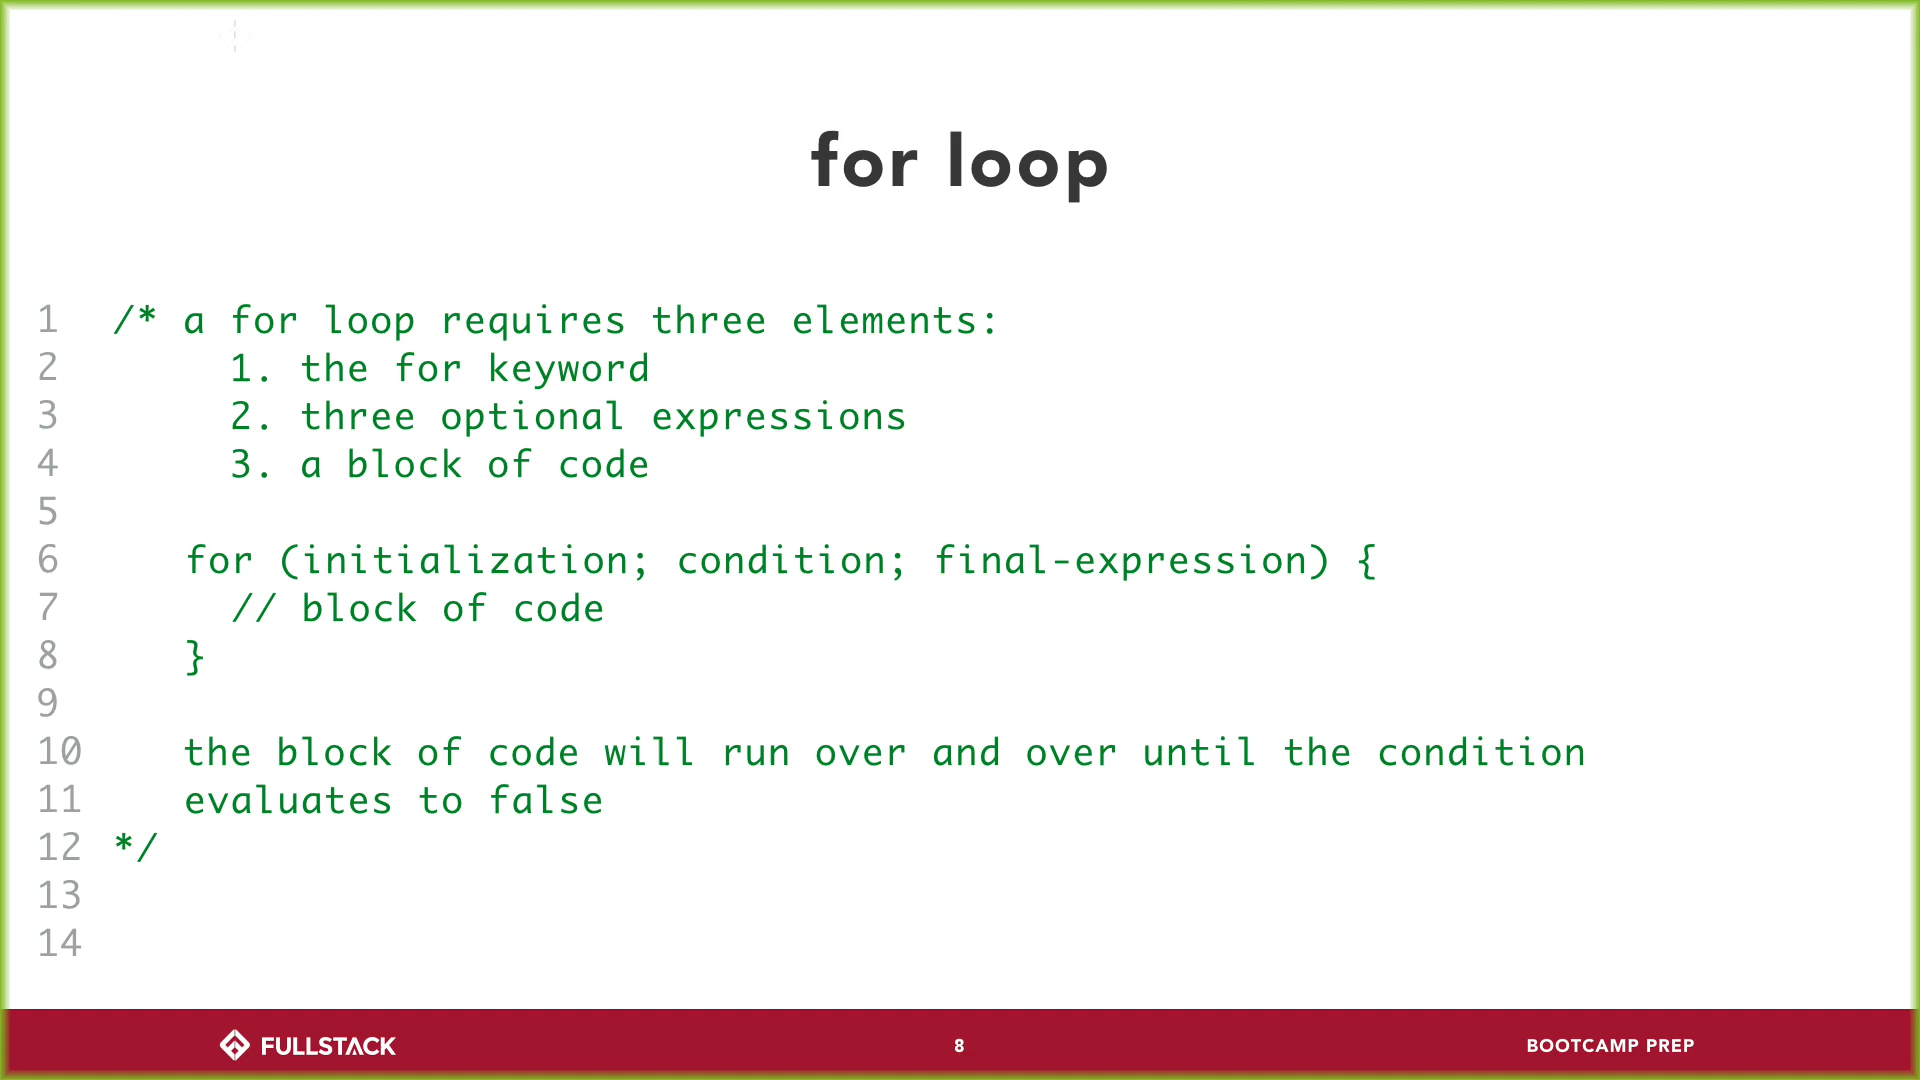 for loop
1 /* a for loop requires three elements:
2 1. the for keyword
3 2. three optional expressions
4 3. a block of code
5
6 for (initialization; condition; final-expression) {
7 // block of code
8 }
9
10 the block of code will run over and over until the condition
11 evaluates to false
12 */
13
14
FULLSTACK 8 BOOTCAMP PREP